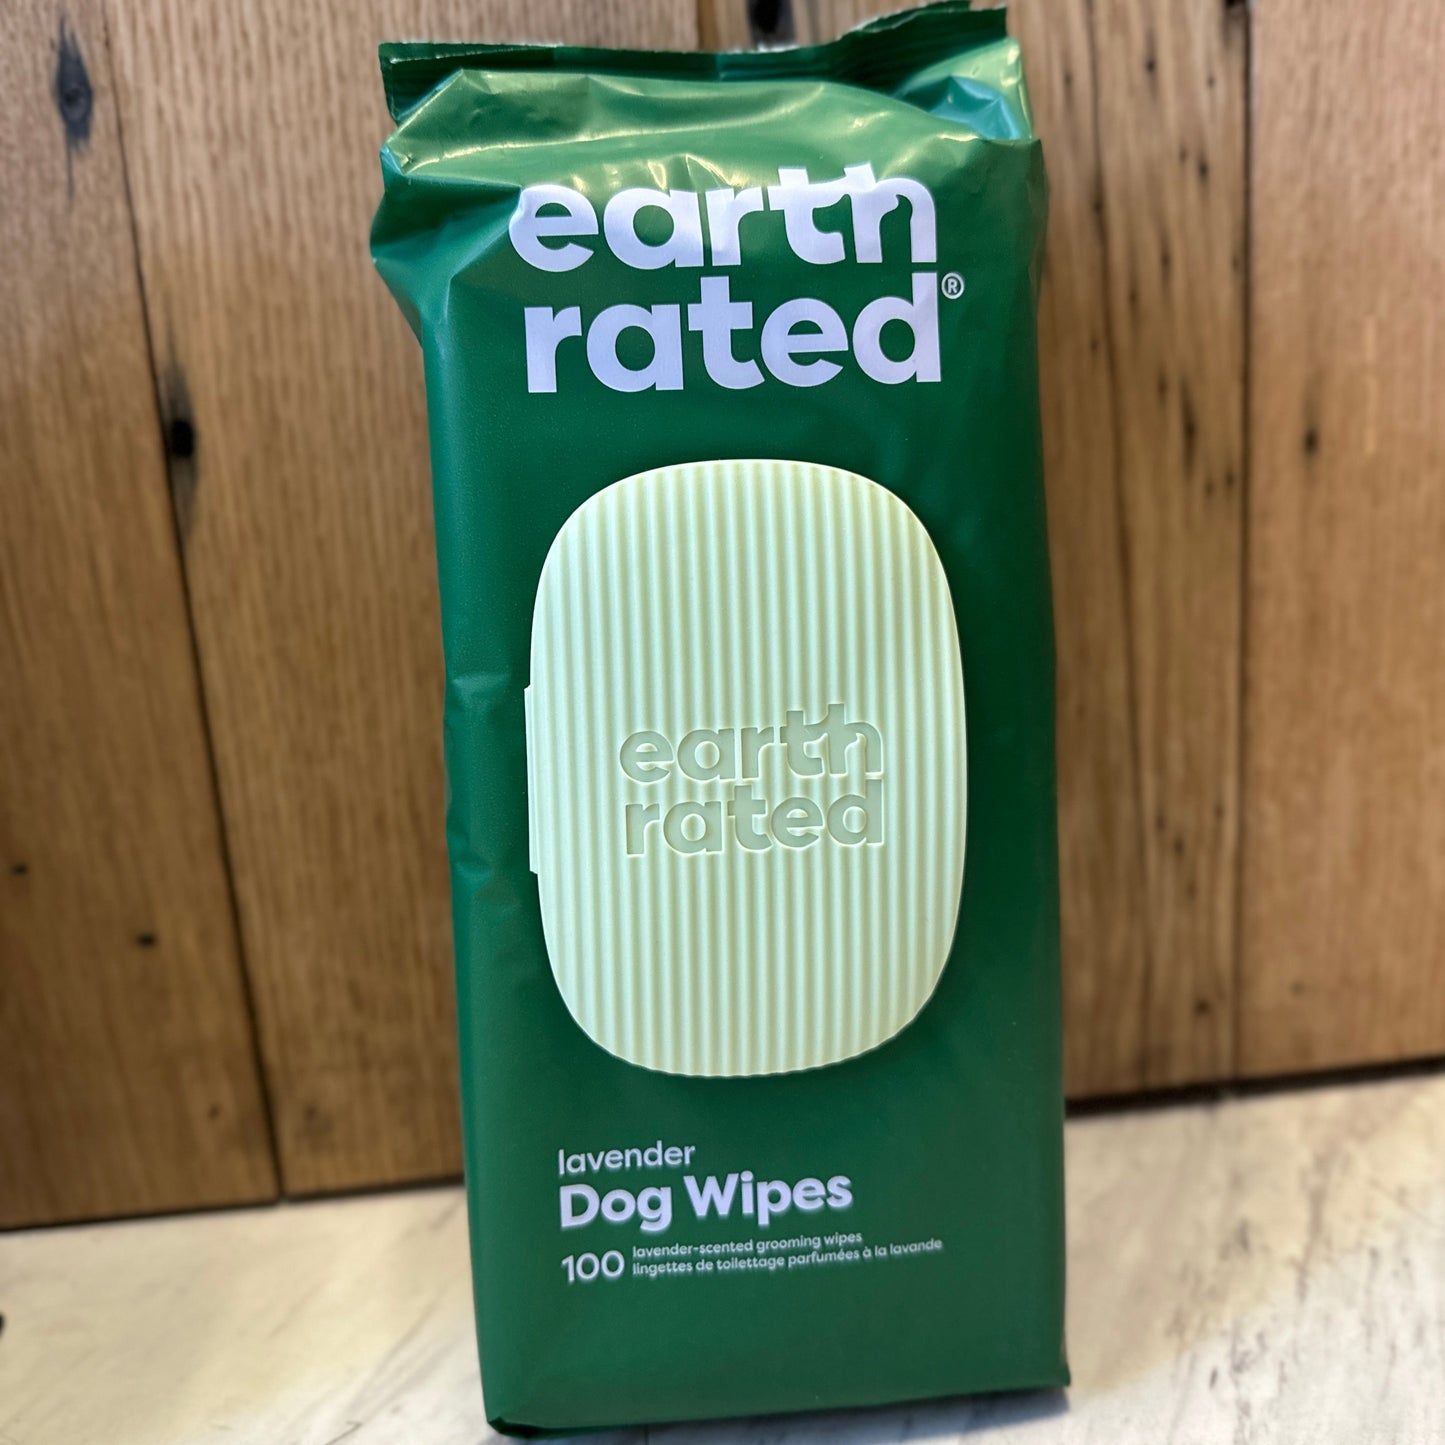 earth
rated®
earth
rated
lavender
Dog Wipes
100 lavender-scented grooming wipes
lingettes de toilettage parfumées à la lavande